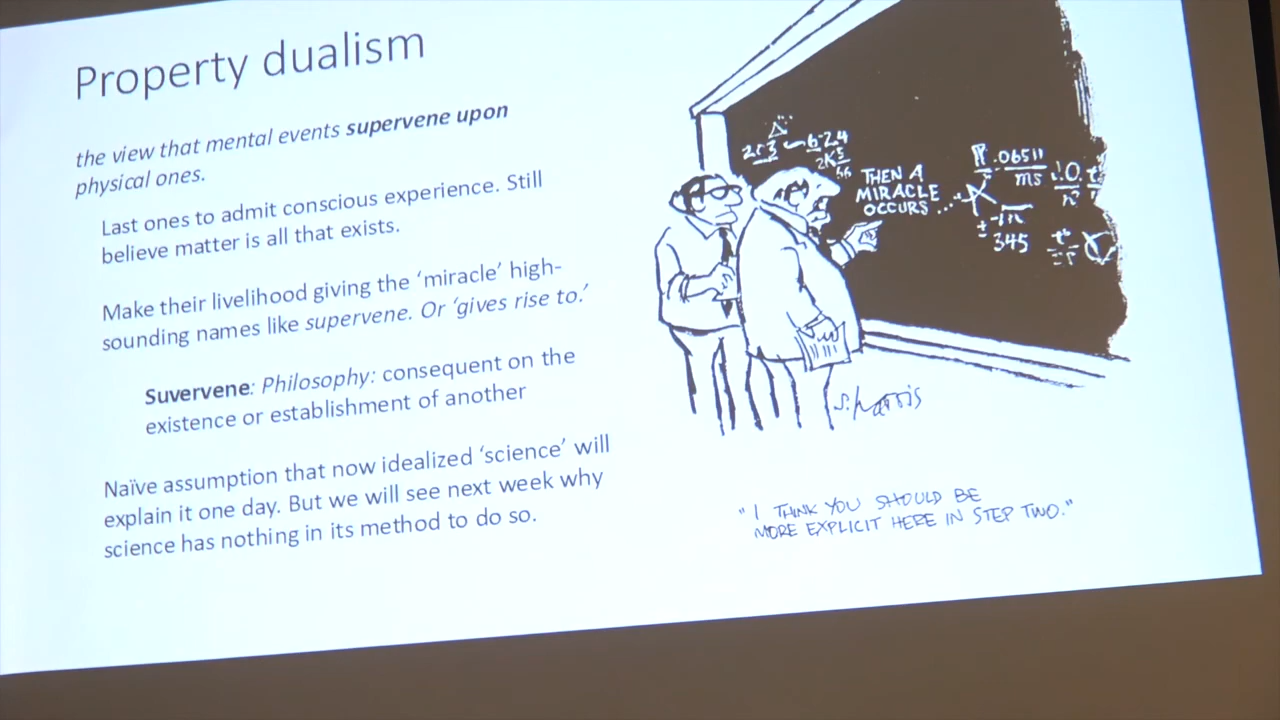 Property dualism
the view that mental events supervene upon
physical ones.
Last ones to admit conscious experience. Still
believe matter is all that exists.
Make their livelihood giving the ‘miracle’ high-
sounding names like supervene. Or ‘gives rise to.’
Suvervene: Philosophy: consequent on the
existence or establishment of another
Naïve assumption that now idealized ‘science’ will
explain it one day. But we will see next week why
science has nothing in its method to do so.
THEN A
MIRACLE
OCCURS...
.06511
ms
345
S. Harris
"I THINK YOU SHOULD BE
MORE EXPLICIT HERE IN STEP TWO."